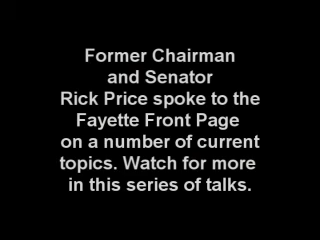 Former Chairman
and Senator
Rick Price spoke to the
Fayette Front Page
on a number of current
topics. Watch for more
in this series of talks.